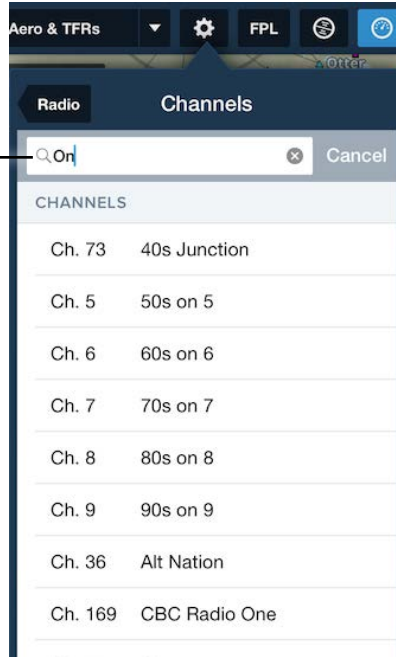 Aero & TFRs FPL
Otter
Radio Channels
On Cancel
CHANNELS
Ch. 73 40s Junction
Ch. 5 50s on 5
Ch. 6 60s on 6
Ch. 7 70s on 7
Ch. 8 80s on 8
Ch. 9 90s on 9
Ch. 36 Alt Nation
Ch. 169 CBC Radio One